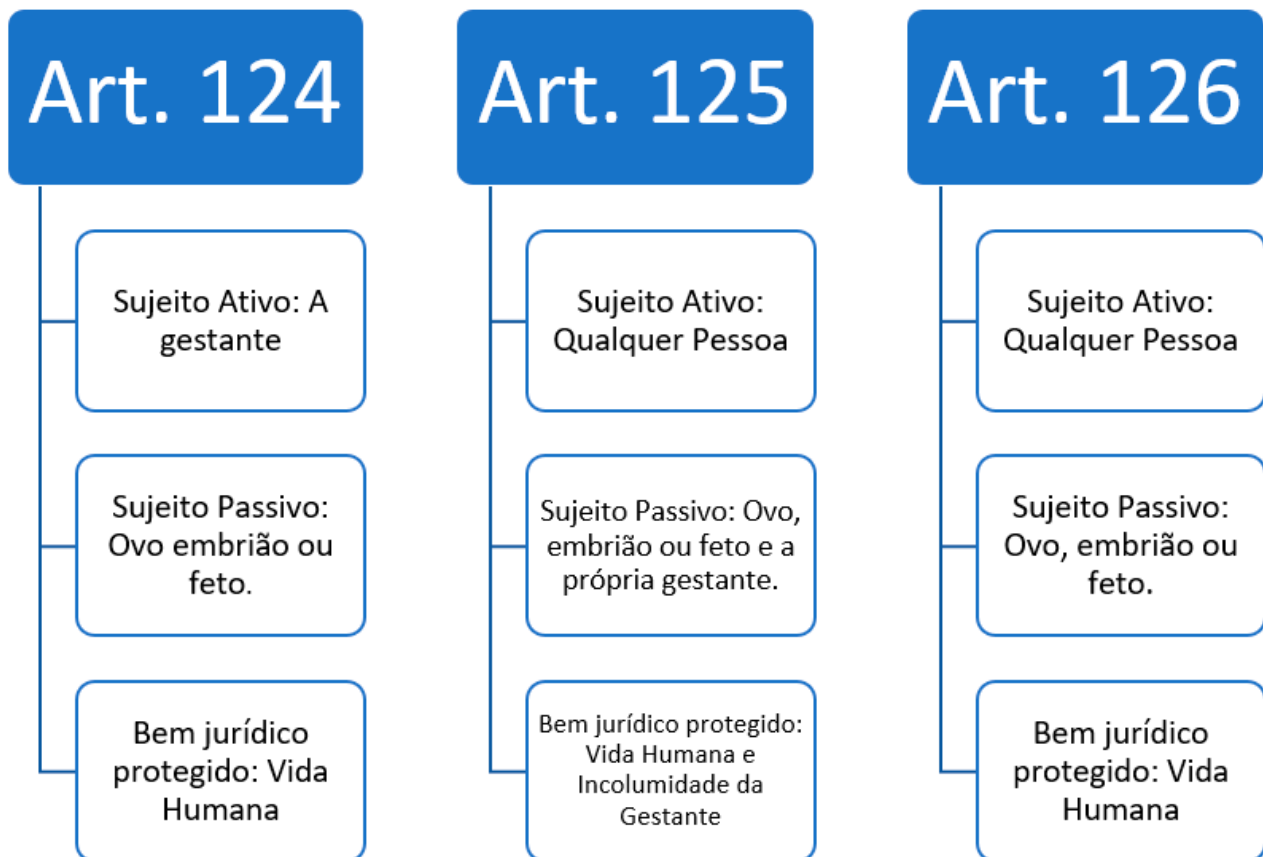 Art. 124
Sujeito Ativo: A
gestante
Sujeito Passivo:
Ovo embrião ou
feto.
Bem jurídico
protegido: Vida
Humana
Art. 125
Sujeito Ativo:
Qualquer Pessoa
Sujeito Passivo: Ovo,
embrião ou feto e a
própria gestante.
Bem jurídico protegido:
Vida Humana e
Incolumidade da
Gestante
Art. 126
Sujeito Ativo:
Qualquer Pessoa
Sujeito Passivo:
Ovo, embrião ou
feto.
Bem jurídico
protegido: Vida
Humana